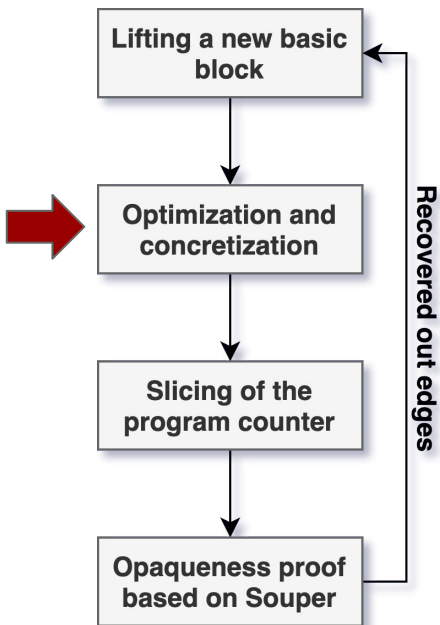 Lifting a new basic
block
Optimization and
concretization
Slicing of the
program counter
Opaqueness proof
based on Souper
Recovered out edges